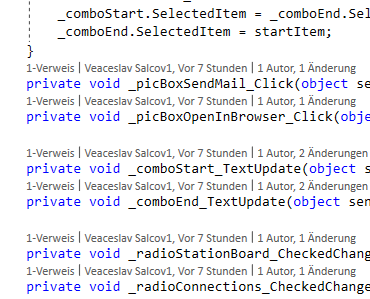 _comboStart.SelectedItem = _comboEnd.Sel
_comboEnd.SelectedItem = startItem;
}
1-Verweis | Veaceslav Salcov1, Vor 7 Stunden | 1 Autor, 1 Änderung
private void _picBoxSendMail_Click(object se
1-Verweis | Veaceslav Salcov1, Vor 7 Stunden | 1 Autor, 1 Änderung
private void _picBoxOpenInBrowser_Click(obje
1-Verweis | Veaceslav Salcov1, Vor 7 Stunden | 1 Autor, 2 Änderungen
private void _comboStart_TextUpdate(object s
1-Verweis | Veaceslav Salcov1, Vor 7 Stunden | 1 Autor, 2 Änderungen
private void _comboEnd_TextUpdate(object sen
1-Verweis | Veaceslav Salcov1, Vor 7 Stunden | 1 Autor, 1 Änderung
private void _radioStationBoard_CheckedChang
1-Verweis | Veaceslav Salcov1, Vor 7 Stunden | 1 Autor, 1 Änderung
private void _radioConnections_CheckedChange